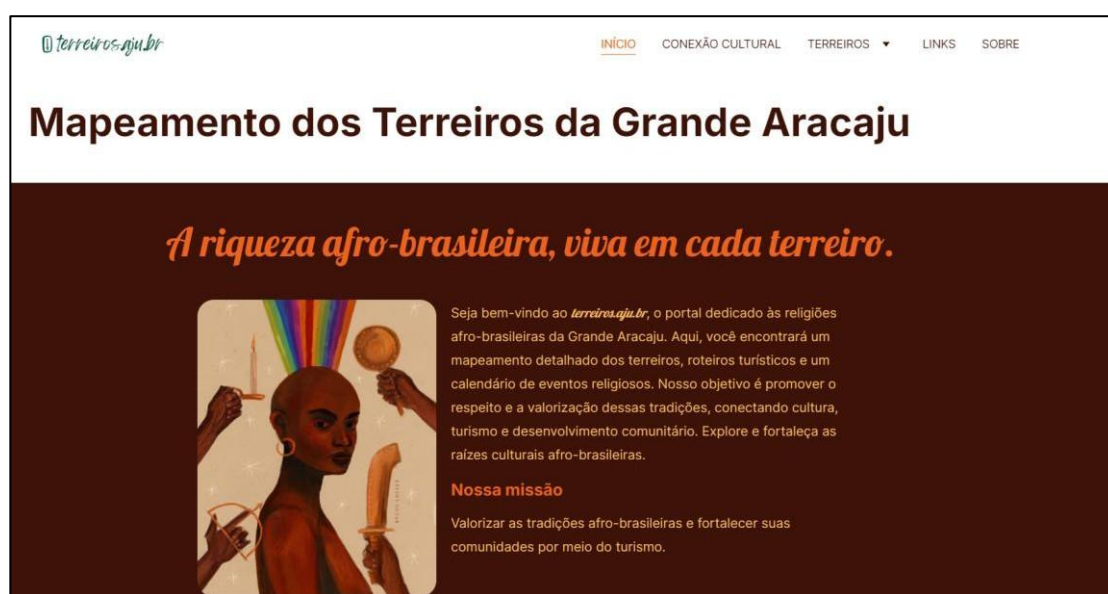 terreiros.aju.br
INÍCIO CONEXÃO CULTURAL TERREIROS LINKS SOBRE
Mapeamento dos Terreiros da Grande Aracaju
A riqueza afro-brasileira, viva em cada terreiro.
Seja bem-vindo ao terreiros.aju.br, o portal dedicado às religiões
afro-brasileiras da Grande Aracaju. Aqui, você encontrará um
mapeamento detalhado dos terreiros, roteiros turísticos e um
calendário de eventos religiosos. Nosso objetivo é promover o
respeito e a valorização dessas tradições, conectando cultura,
turismo e desenvolvimento comunitário. Explore e fortaleça as
raízes culturais afro-brasileiras.
Nossa missão
Valorizar as tradições afro-brasileiras e fortalecer suas
comunidades por meio do turismo.